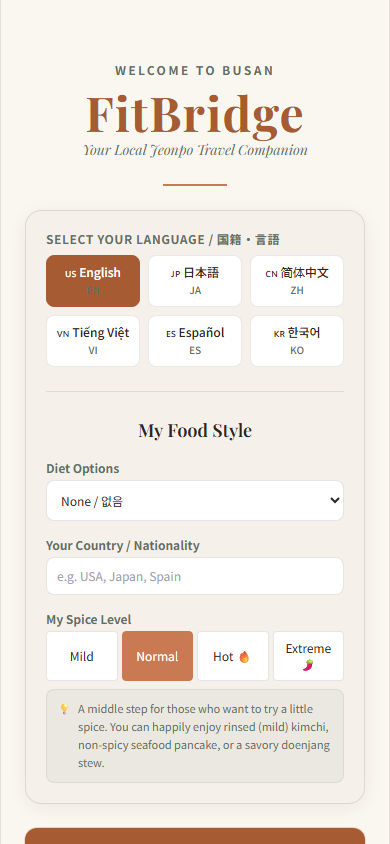 WELCOME TO BUSAN
FitBridge
Your Local Jeonpo Travel Companion
SELECT YOUR LANGUAGE / 国籍・言語
US English
EN
JP 日本語
JA
CN 简体中文
ZH
VN Tiếng Việt
VI
ES Español
ES
KR 한국어
KO
My Food Style
Diet Options
None / 없음
Your Country / Nationality
e.g. USA, Japan, Spain
My Spice Level
Mild
Normal
Hot 🔥
Extreme
🌶️
💡 A middle step for those who want to try a little
spice. You can happily enjoy rinsed (mild) kimchi,
non-spicy seafood pancake, or a savory doenjang
stew.